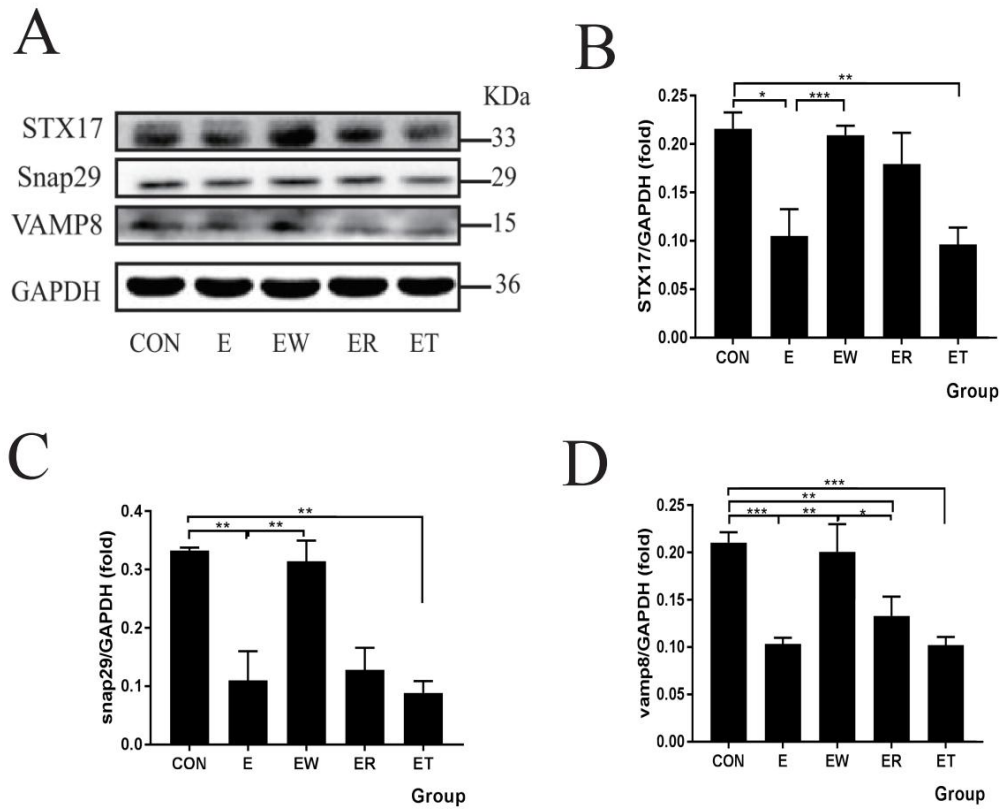 A
KDa
STX17
33
Snap29
29
VAMP8
15
GAPDH
36
CON E EW ER ET
B
**
* ***
0.25
0.20
0.15
0.10
0.05
0.00
STX17/GAPDH (fold)
CON E EW ER ET
Group
C
**
** **
0.4
0.3
0.2
0.1
0.0
snap29/GAPDH (fold)
CON E EW ER ET
Group
D
***
**
*** ** *
0.25
0.20
0.15
0.10
0.05
0.00
vamp8/GAPDH (fold)
CON E EW ER ET
Group